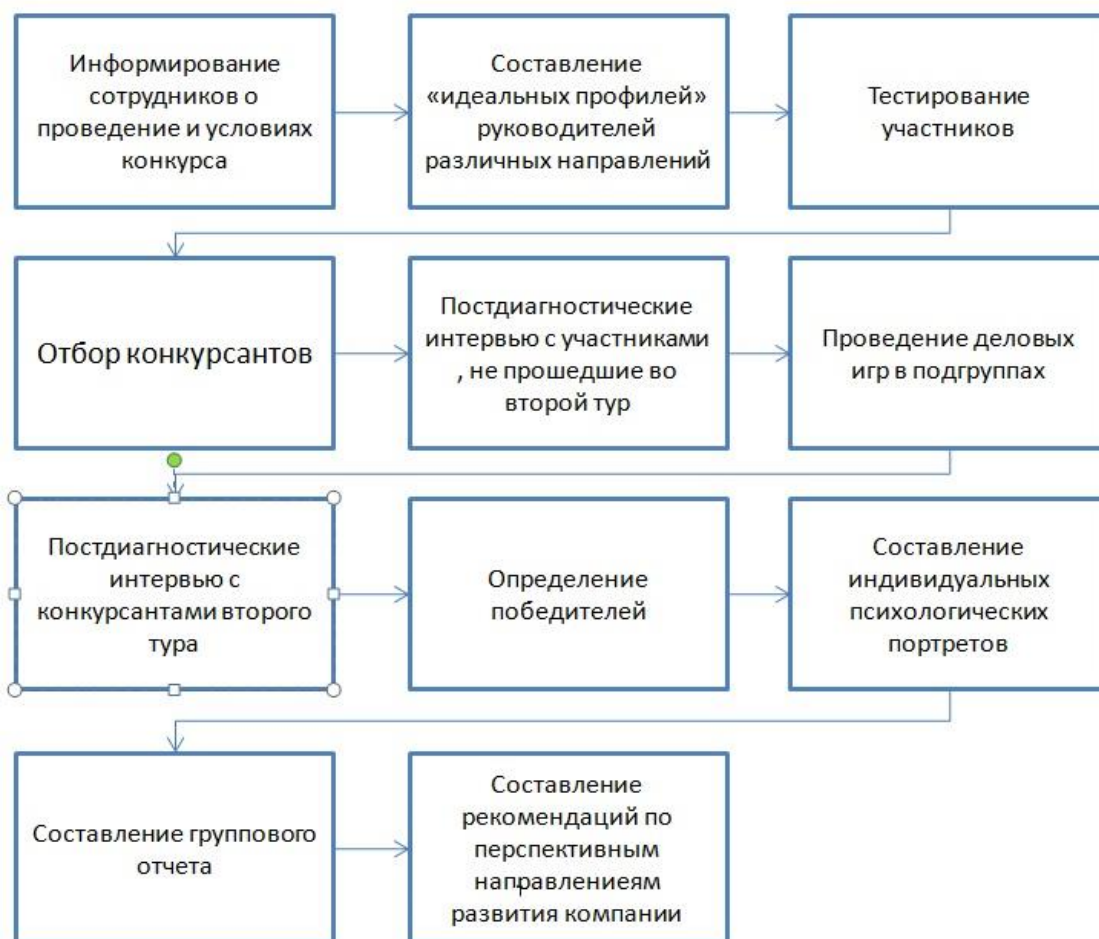 Информирование
сотрудников о
проведение и условиях
конкурса
Составление
«идеальных профилей»
руководителей
различных направлений
Тестирование
участников
Отбор конкурсантов
Постдиагностические
интервью с участниками
, не прошедшие во
второй тур
Проведение деловых
игр в подгруппах
Постдиагностические
интервью с
конкурсантами второго
тура
Определение
победителей
Составление
индивидуальных
психологических
портретов
Составление группового
отчета
Составление
рекомендаций по
перспективным
направлениеям
развития компании